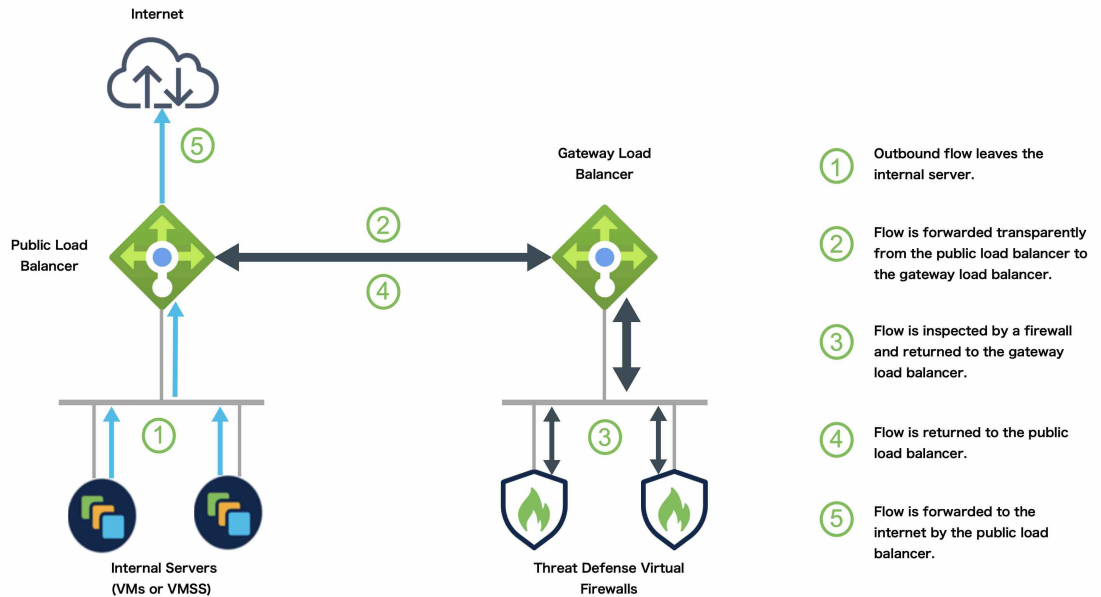 Internet
5
Gateway Load
Balancer
Public Load
Balancer
2
4
1
3
Internal Servers
(VMs or VMSS)
Threat Defense Virtual
Firewalls
1
Outbound flow leaves the
internal server.
2
Flow is forwarded transparently
from the public load balancer to
the gateway load balancer.
3
Flow is inspected by a firewall
and returned to the gateway
load balancer.
4
Flow is returned to the public
load balancer.
5
Flow is forwarded to the
internet by the public load
balancer.